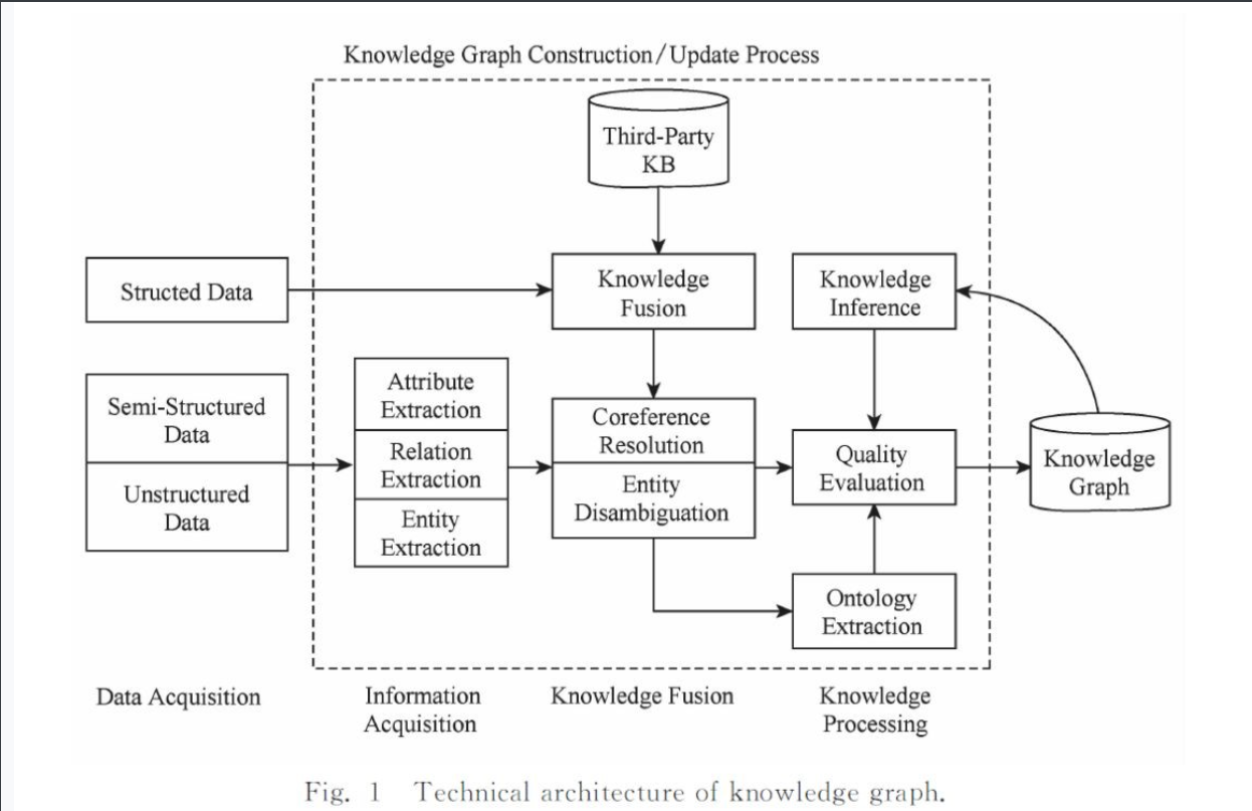 Knowledge Graph Construction/Update Process
Third-Party
KB
Structed Data
Knowledge
Fusion
Knowledge
Inference
Semi-Structured
Data
Unstructured
Data
Attribute
Extraction
Relation
Extraction
Entity
Extraction
Coreference
Resolution
Entity
Disambiguation
Quality
Evaluation
Knowledge
Graph
Ontology
Extraction
Data Acquisition
Information
Acquisition
Knowledge Fusion
Knowledge
Processing
Fig. 1 Technical architecture of knowledge graph.